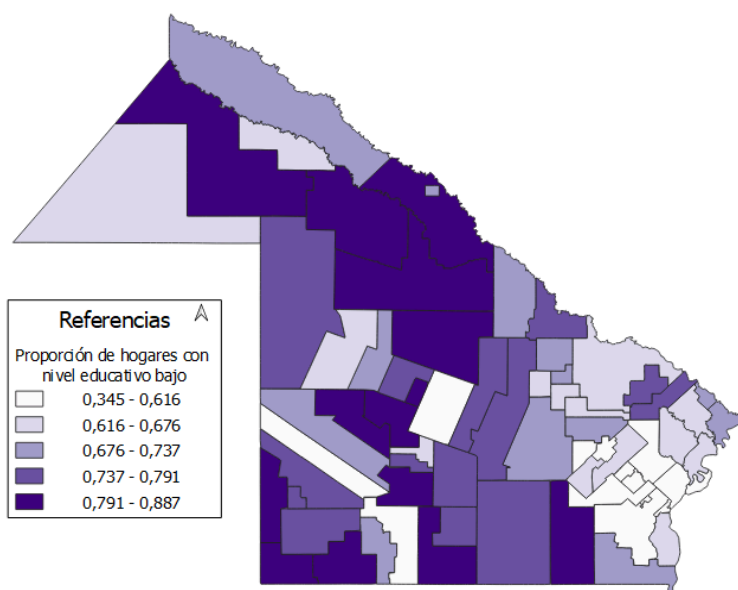 Referencias
Proporción de hogares con
nivel educativo bajo
0,345 - 0,616
0,616 - 0,676
0,676 - 0,737
0,737 - 0,791
0,791 - 0,887